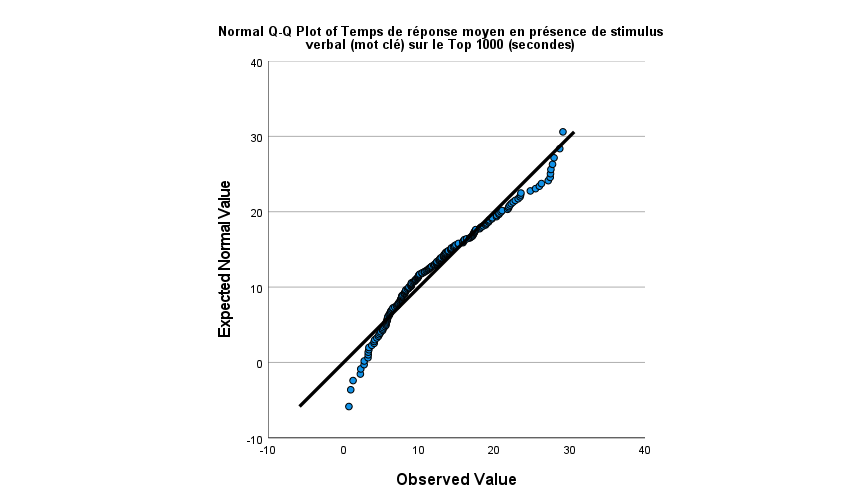 Normal Q-Q Plot of Temps de réponse moyen en présence de stimulus
verbal (mot clé) sur le Top 1000 (secondes)
40
30
20
10
0
-10
Expected Normal Value
-10 0 10 20 30 40
Observed Value